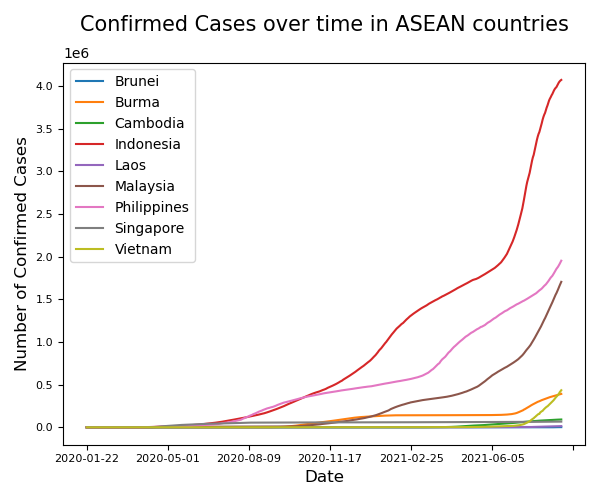 Confirmed Cases over time in ASEAN countries
1e6
Brunei
Burma
Cambodia
Indonesia
Laos
Malaysia
Philippines
Singapore
Vietnam
4.0
3.5
3.0
2.5
2.0
1.5
1.0
0.5
0.0
Number of Confirmed Cases
2020-01-22 2020-05-01 2020-08-09 2020-11-17 2021-02-25 2021-06-05
Date